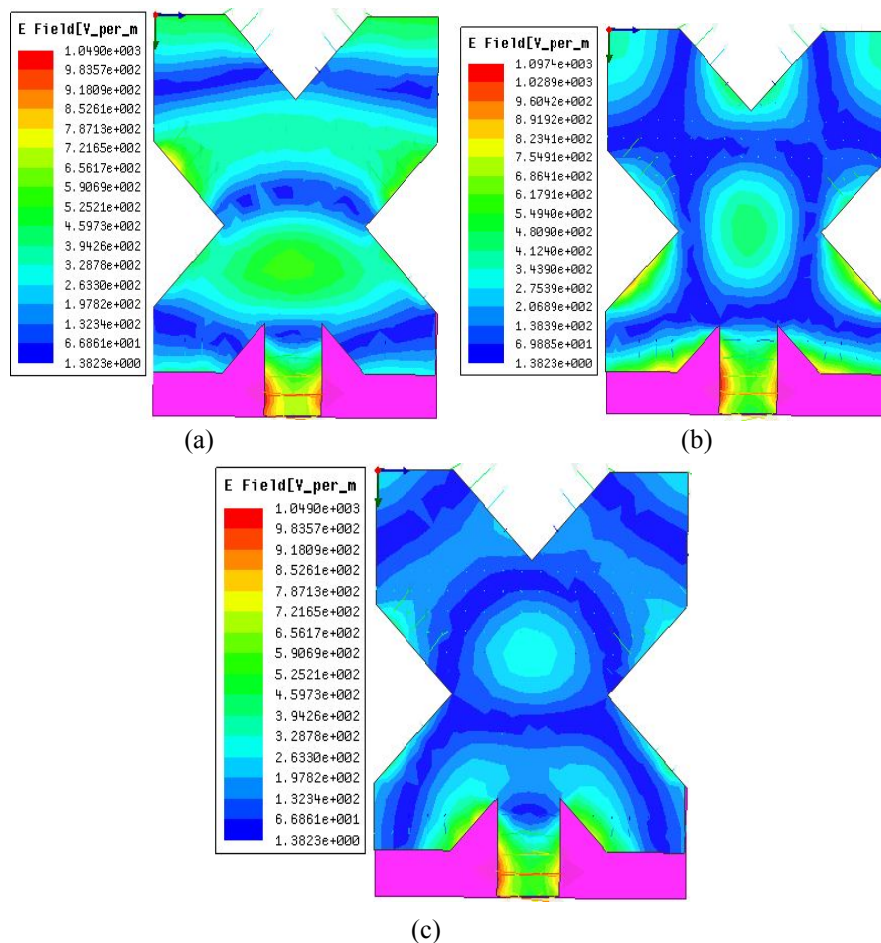 E Field[V_per_m
1.0490e+003
9.8357e+002
9.1809e+002
8.5261e+002
7.8713e+002
7.2165e+002
6.5617e+002
5.9069e+002
5.2521e+002
4.5973e+002
3.9426e+002
3.2878e+002
2.6330e+002
1.9782e+002
1.3234e+002
6.6861e+001
1.3823e+000
(a)
E Field[V_per_m
1.0974e+003
1.0289e+003
9.6042e+002
8.9192e+002
8.2341e+002
7.5491e+002
6.8641e+002
6.1791e+002
5.4940e+002
4.8090e+002
4.1240e+002
3.4390e+002
2.7539e+002
2.0689e+002
1.3839e+002
6.9885e+001
1.3823e+000
(b)
E Field[V_per_m
1.0490e+003
9.8357e+002
9.1809e+002
8.5261e+002
7.8713e+002
7.2165e+002
6.5617e+002
5.9069e+002
5.2521e+002
4.5973e+002
3.9426e+002
3.2878e+002
2.6330e+002
1.9782e+002
1.3234e+002
6.6861e+001
1.3823e+000
(c)